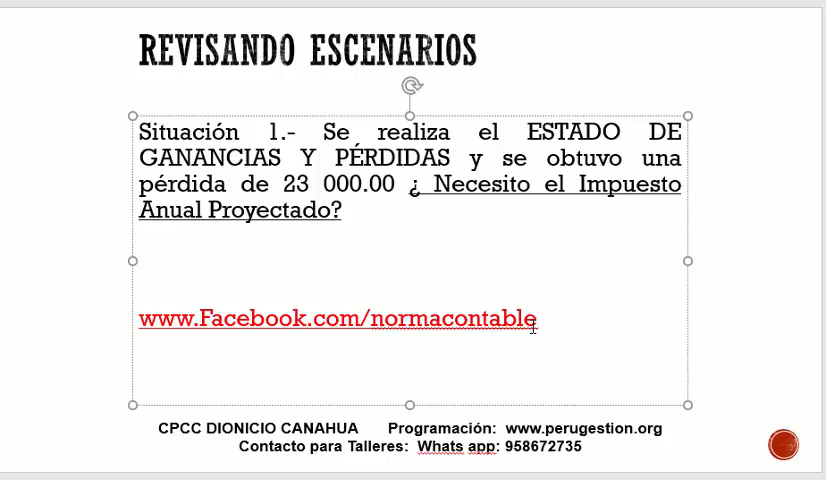 REVISANDO ESCENARIOS
Situación 1.- Se realiza el ESTADO DE
GANANCIAS Y PÉRDIDAS y se obtuvo una
pérdida de 23 000.00 ¿ Necesito el Impuesto
Anual Proyectado?
www.Facebook.com/normacontable
CPCC DIONICIO CANAHUA Programación: www.perugestion.org
Contacto para Talleres: Whats app: 958672735